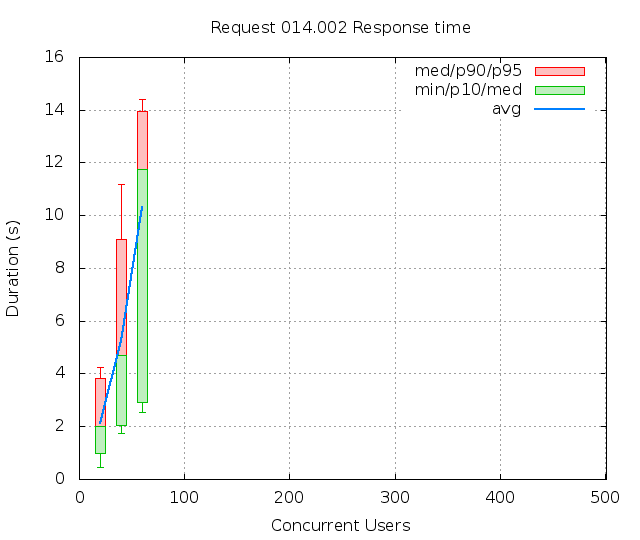 Request 014.002 Response time
16
14
12
10
8
6
4
2
0
Duration (s)
med/p90/p95
min/p10/med
avg
0 100 200 300 400 500
Concurrent Users